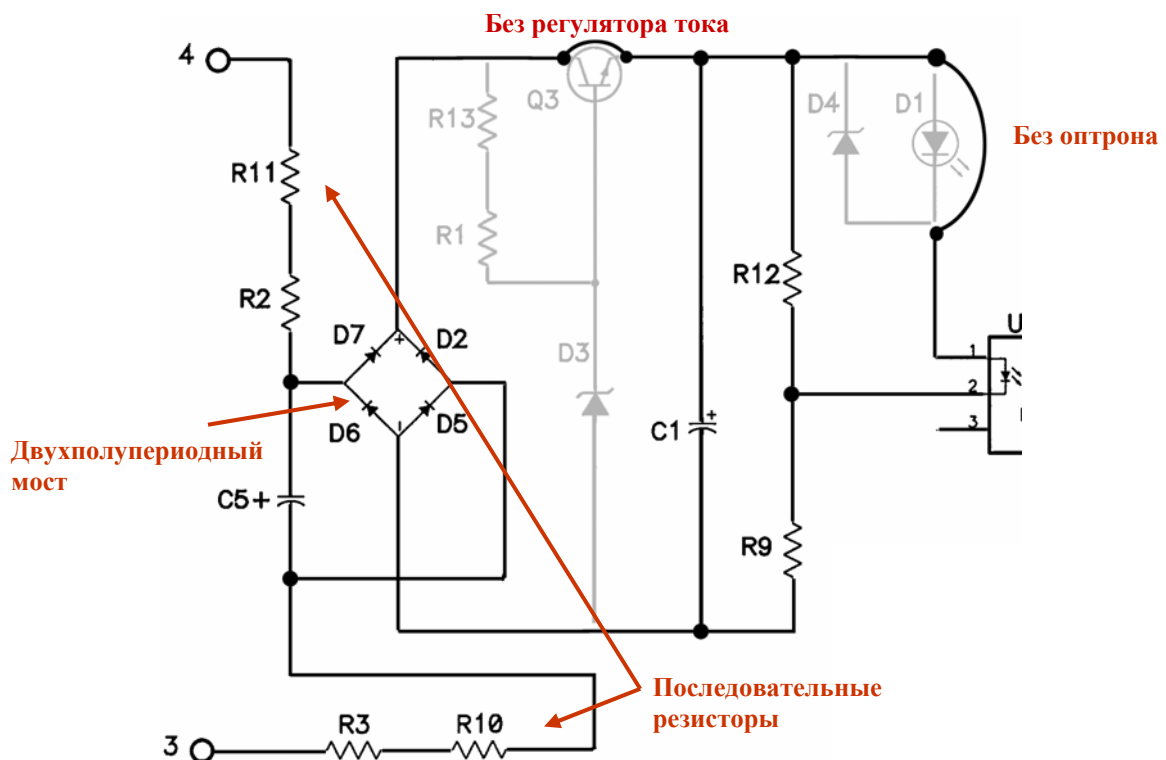 Без регулятора тока
4
Q3
D4
D1
R13
Без оптрона
R11
R1
R12
R2
U
D7
D2
+
D3
1
2
3
D6
D5
-
C1
+
Двухполупериодный
мост
C5+
R9
Последовательные
резисторы
R3
R10
3